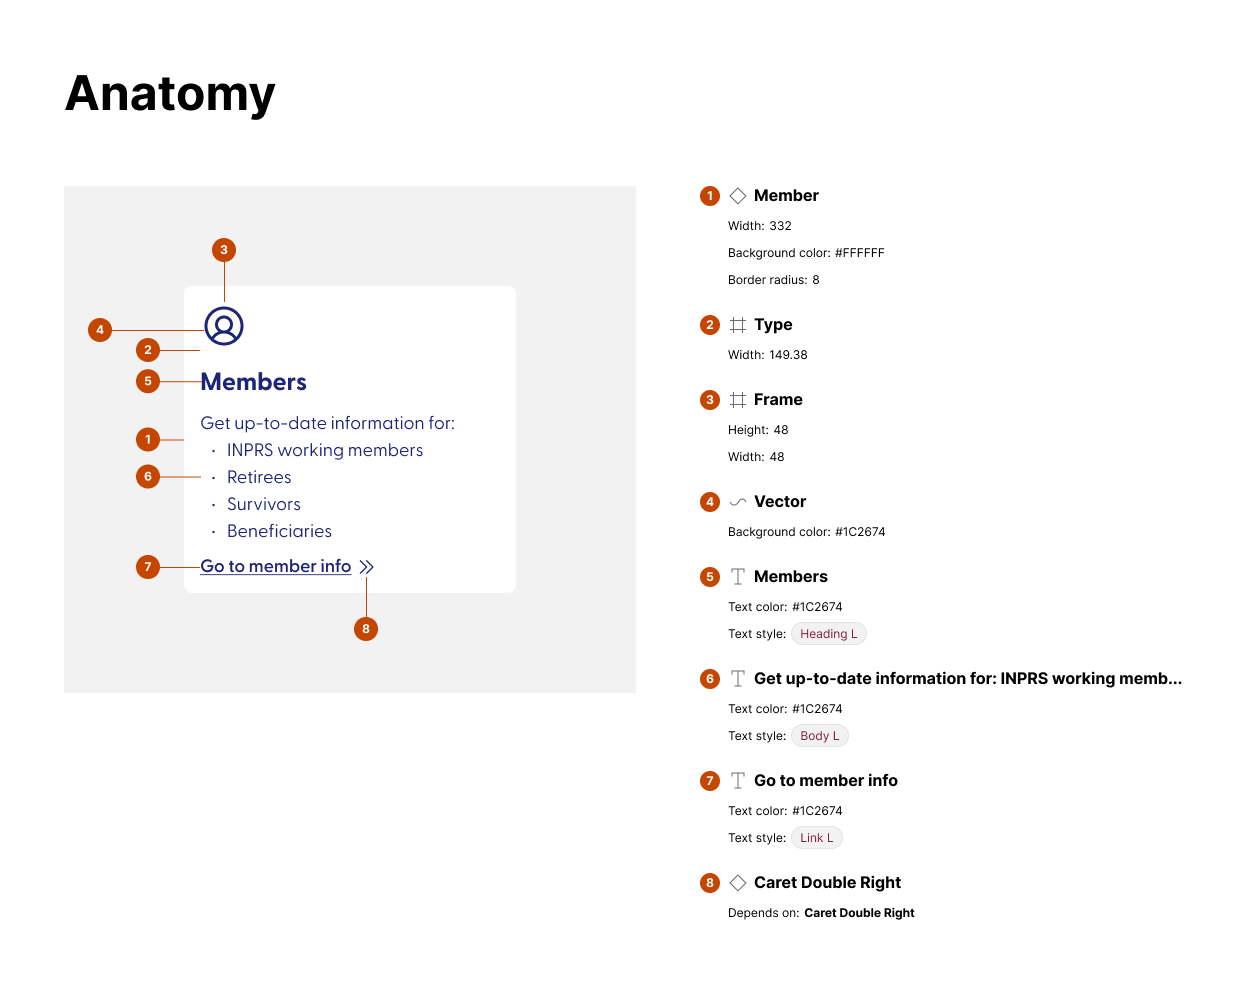 Anatomy
3
4
2
5
Members
Get up-to-date information for:
1
· INPRS working members
6
· Retirees
· Survivors
· Beneficiaries
7
Go to member info
8
1 Member
Width: 332
Background color: #FFFFFF
Border radius: 8
2 Type
Width: 149.38
3 Frame
Height: 48
Width: 48
4 Vector
Background color: #1C2674
5 Members
Text color: #1C2674
Text style: Heading L
6 Get up-to-date information for: INPRS working memb...
Text color: #1C2674
Text style: Body L
7 Go to member info
Text color: #1C2674
Text style: Link L
8 Caret Double Right
Depends on: Caret Double Right